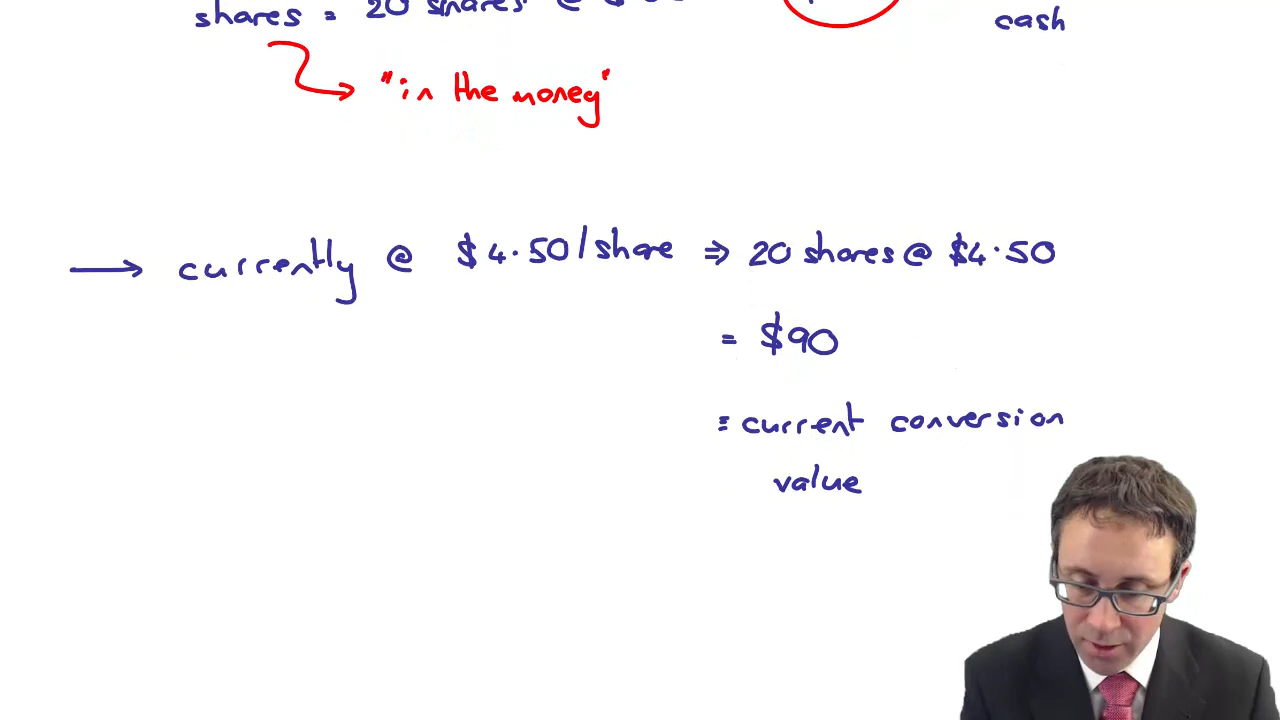 shares = 20 shares @ $
cash
"in the money"
→ currently @ $4.50/share ⇒ 20 shares @ $4.50
= $90
= current conversion
value